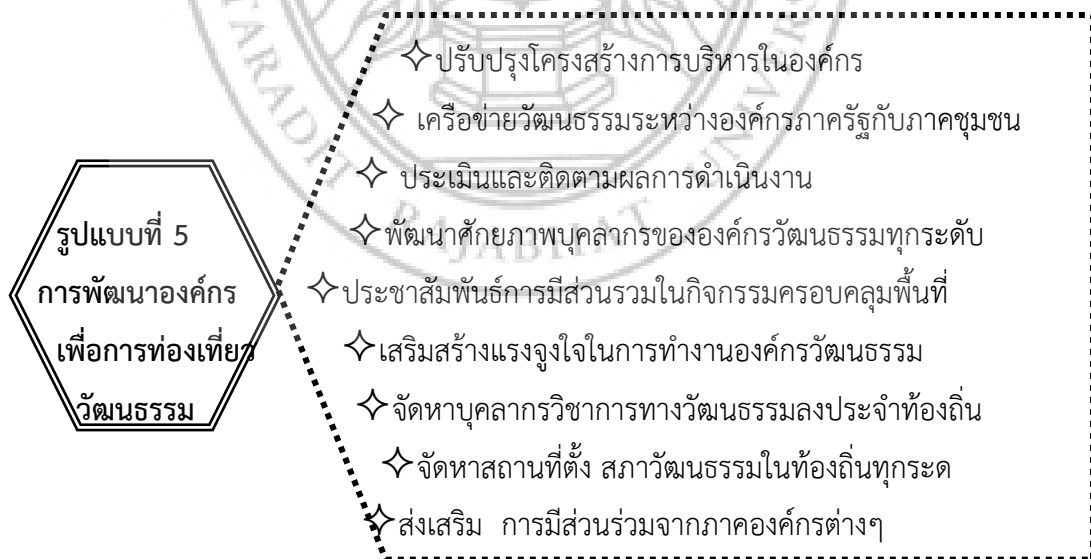 TARADIT RAJABHAT UNIVERS
ปรับปรุงโครงสร้างการบริหารในองค์กร
เครือข่ายวัฒนธรรมระหว่างองค์กรภาครัฐกับภาคชุมชน
ประเมินและติดตามผลการดำเนินงาน
พัฒนาศักยภาพบุคลากรขององค์กรวัฒนธรรมทุกระดับ
ประชาสัมพันธ์การมีส่วนรวมในกิจกรรมครอบคลุมพื้นที่
เสริมสร้างแรงจูงใจในการทำงานองค์กรวัฒนธรรม
จัดหาบุคลากรวิชาการทางวัฒนธรรมลงประจำท้องถิ่น
จัดหาสถานที่ตั้ง สภาวัฒนธรรมในท้องถิ่นทุกระด
ส่งเสริม การมีส่วนร่วมจากภาคองค์กรต่างๆ
รูปแบบที่ 5
การพัฒนาองค์กร
เพื่อการท่องเที่ยว
วัฒนธรรม